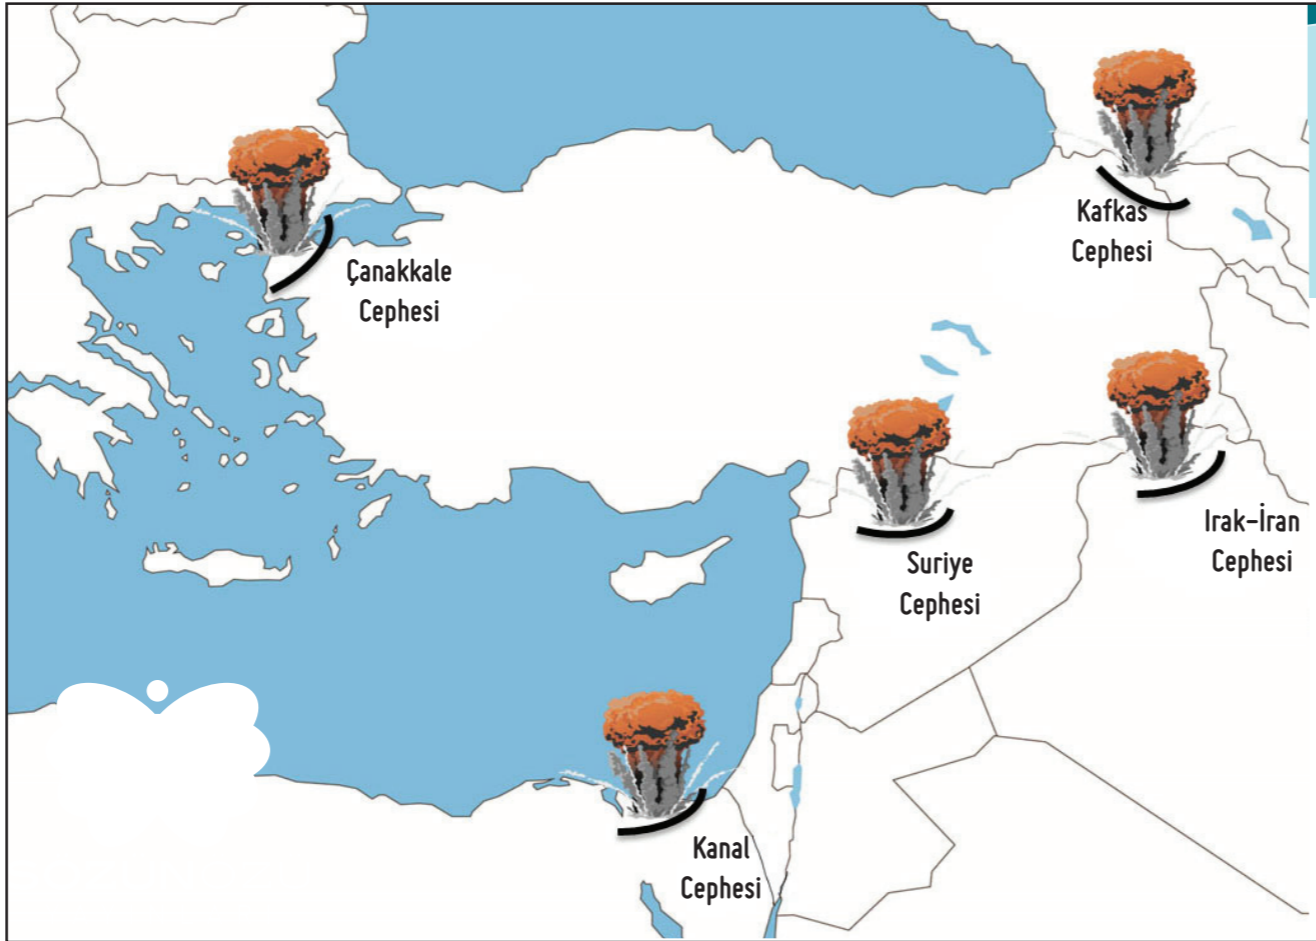 Kafkas
Cephesi
Çanakkale
Cephesi
Irak-İran
Cephesi
Suriye
Cephesi
Kanal
Cephesi